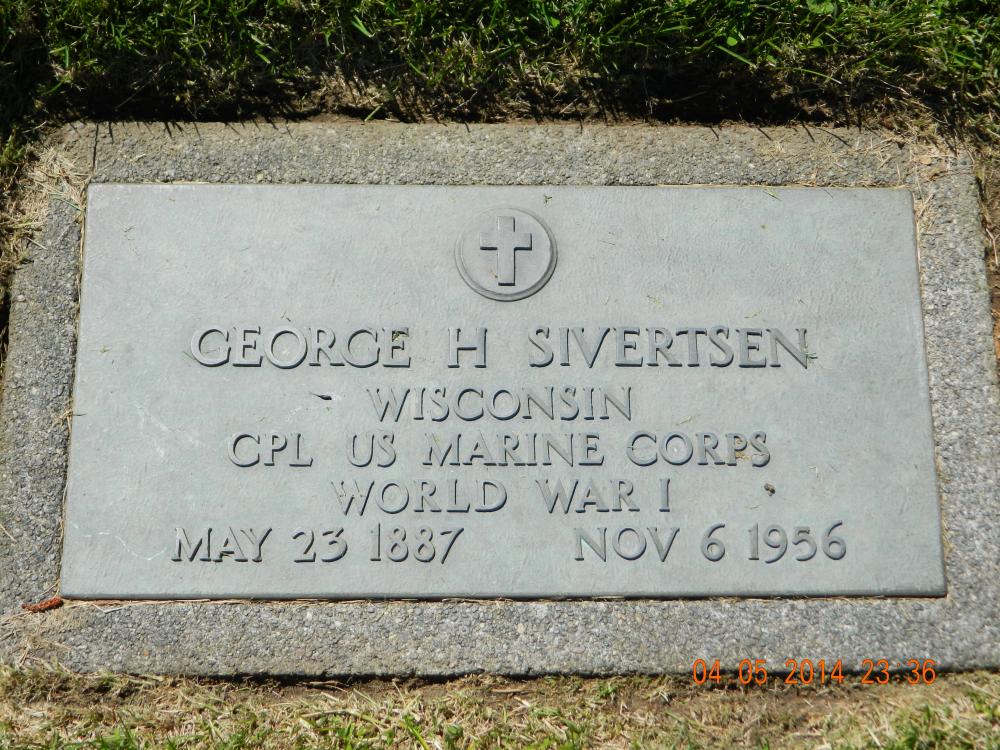 GEORGE H SIVERTSEN
WISCONSIN
CPL US MARINE CORPS
WORLD WAR I
MAY 23 1887 NOV 6 1956
04 05 2014 23 36